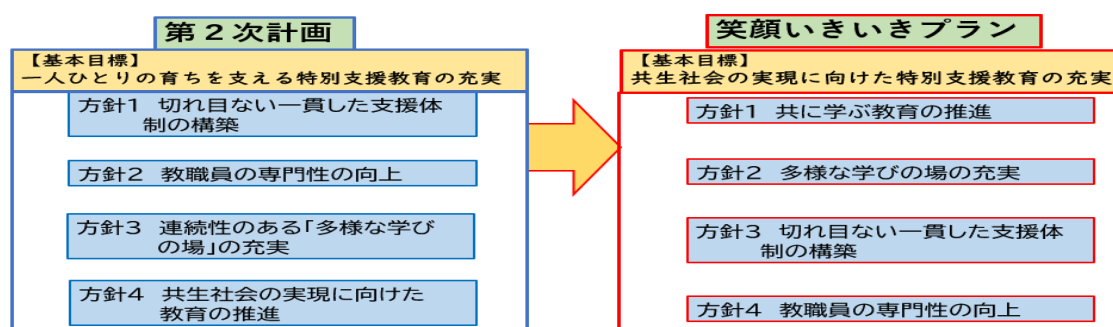 第2次計画
【基本目標】
一人ひとりの育ちを支える特別支援教育の充実
方針1 切れ目ない一貫した支援体
制の構築
方針2 教職員の専門性の向上
方針3 連続性のある「多様な学び
の場」の充実
方針4 共生社会の実現に向けた
教育の推進
笑顔いきいきプラン
【基本目標】
共生社会の実現に向けた特別支援教育の充実
方針1 共に学ぶ教育の推進
方針2 多様な学びの場の充実
方針3 切れ目ない一貫した支援体
制の構築
方針4 教職員の専門性の向上